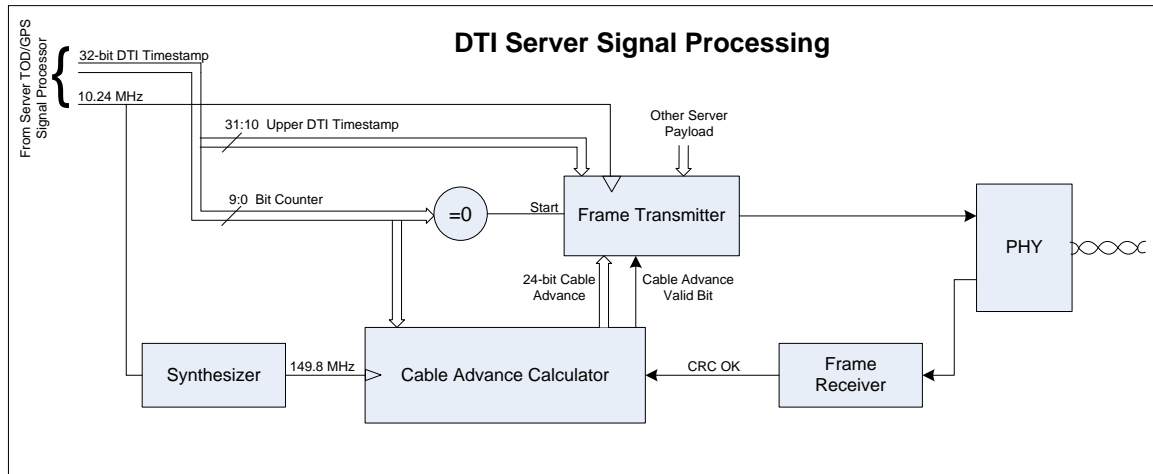 DTI Server Signal Processing
From Server TOD/GPS
Signal Processor
32-bit DTI Timestamp
10.24 MHz
31:10 Upper DTI Timestamp
Other Server
Payload
9:0 Bit Counter
=0
Start
Frame Transmitter
PHY
24-bit Cable
Advance
Cable Advance
Valid Bit
Synthesizer
149.8 MHz
Cable Advance Calculator
CRC OK
Frame
Receiver